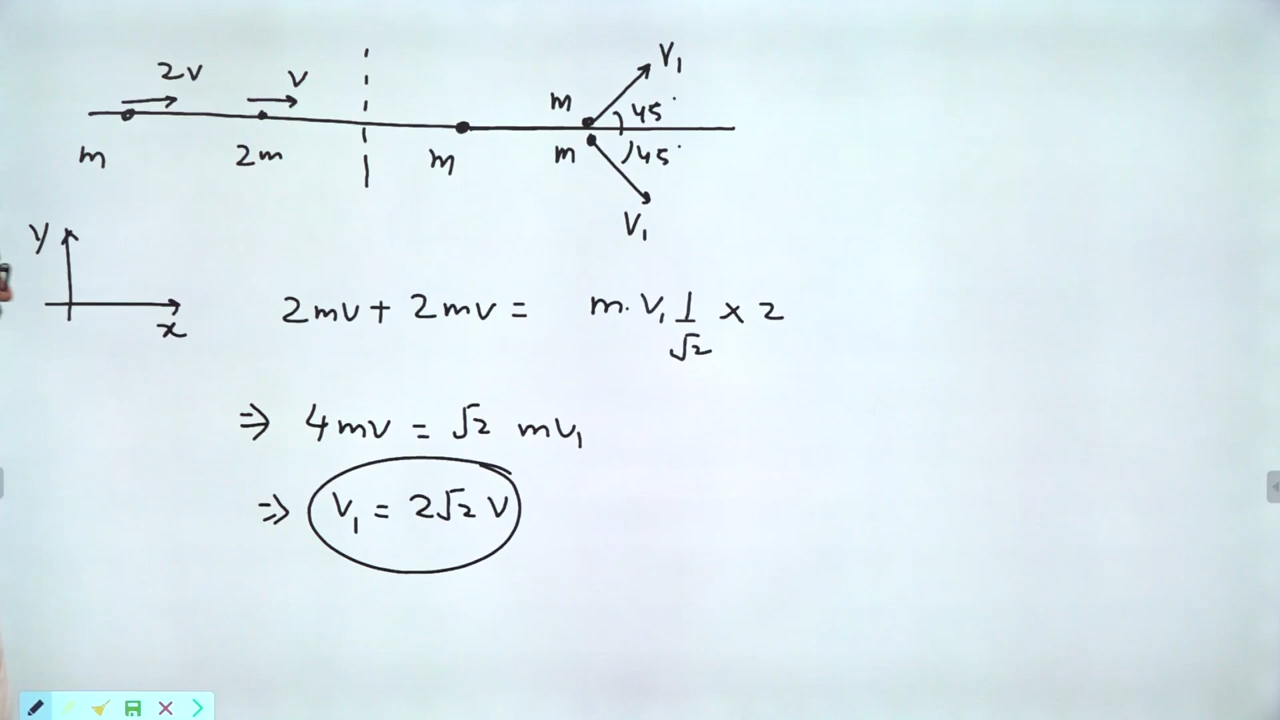 2v v V₁
m 45°
m 2m m m 45°
V₁
y
x
2mv + 2mv = m. V₁ 1/√2 × 2
⇒ 4mv = √2 mv₁
⇒ V₁ = 2√2 V